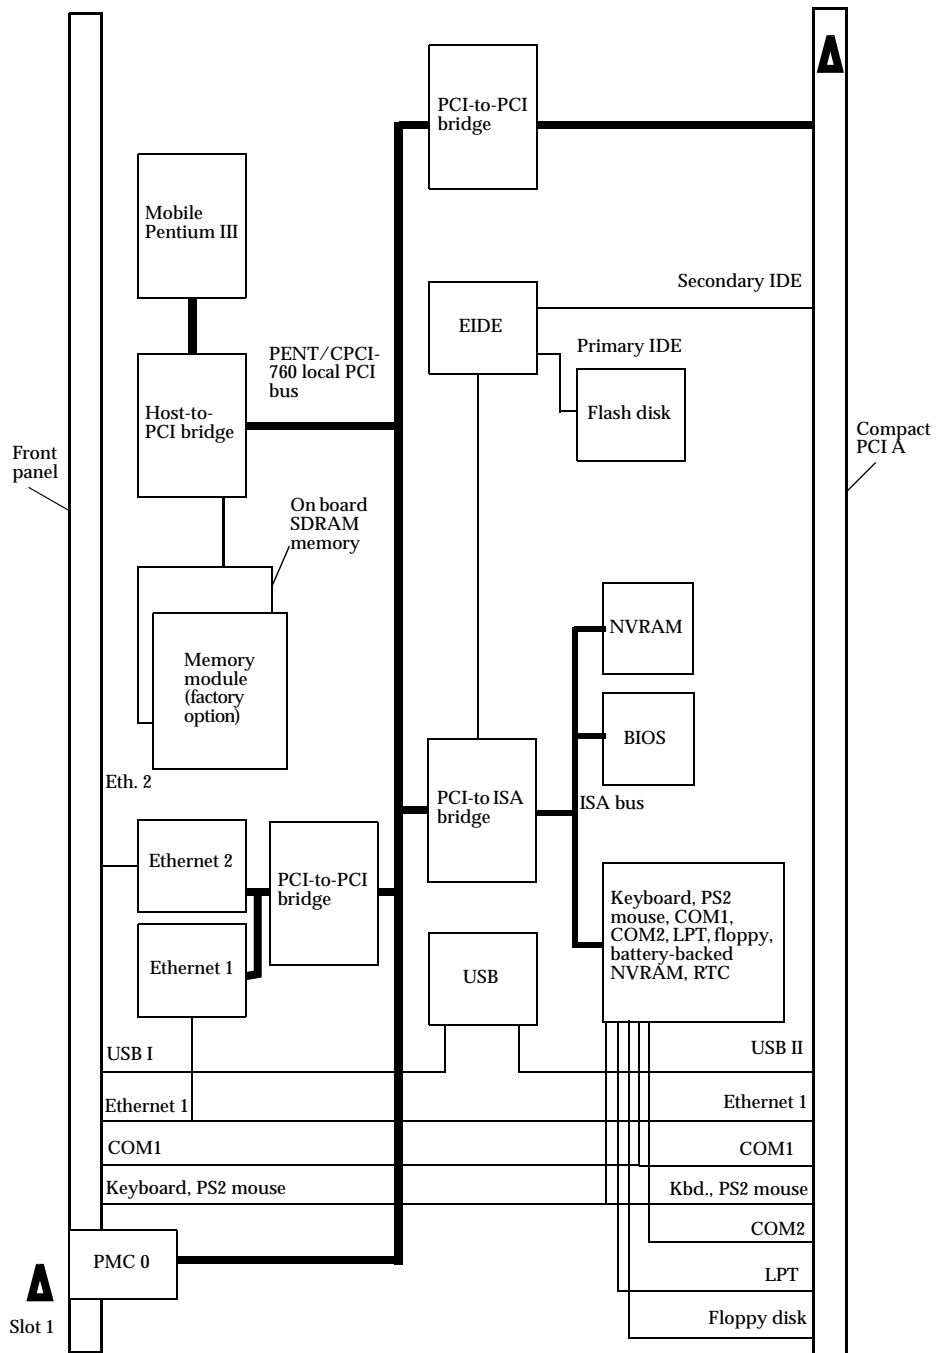 PCI-to-PCI
bridge
Mobile
Pentium III
Secondary IDE
EIDE
Primary IDE
PENT/CPCI-
760 local PCI
bus
Flash disk
Host-to-
PCI bridge
Compact
PCI A
Front
panel
On board
SDRAM
memory
NVRAM
Memory
module
(factory
option)
BIOS
Eth. 2
PCI-to ISA
bridge
ISA bus
Ethernet 2
PCI-to-PCI
bridge
Keyboard, PS2
mouse, COM1,
COM2, LPT, floppy,
battery-backed
NVRAM, RTC
Ethernet 1
USB
USB I
USB II
Ethernet 1
Ethernet 1
COM1
COM1
Keyboard, PS2 mouse
Kbd., PS2 mouse
COM2
PMC 0
LPT
Slot 1
Floppy disk